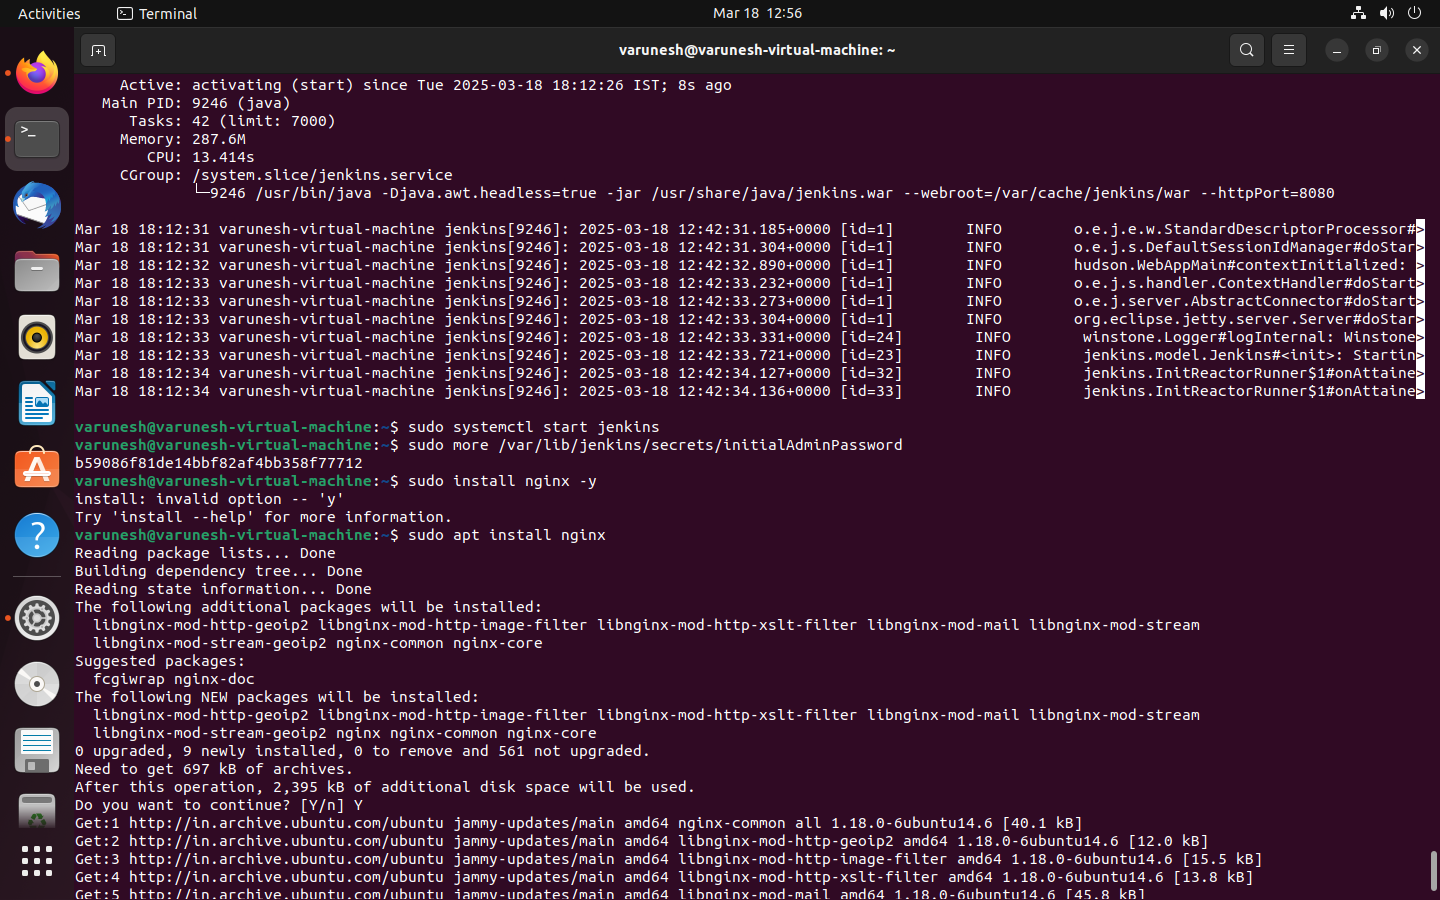 Activities
Terminal
Mar 18 12:56
varunesh@varunesh-virtual-machine: ~
Active: activating (start) since Tue 2025-03-18 18:12:26 IST; 8s ago
Main PID: 9246 (java)
Tasks: 42 (limit: 7000)
Memory: 287.6M
CPU: 13.414s
CGroup: /system.slice/jenkins.service
└─9246 /usr/bin/java -Djava.awt.headless=true -jar /usr/share/java/jenkins.war --webroot=/var/cache/jenkins/war --httpPort=8080
Mar 18 18:12:31 varunesh-virtual-machine jenkins[9246]: 2025-03-18 12:42:31.185+0000 [id=1] INFO o.e.j.e.w.StandardDescriptorProcessor#>
Mar 18 18:12:31 varunesh-virtual-machine jenkins[9246]: 2025-03-18 12:42:31.304+0000 [id=1] INFO o.e.j.s.DefaultSessionIdManager#doStar>
Mar 18 18:12:32 varunesh-virtual-machine jenkins[9246]: 2025-03-18 12:42:32.890+0000 [id=1] INFO hudson.WebAppMain#contextInitialized: >
Mar 18 18:12:33 varunesh-virtual-machine jenkins[9246]: 2025-03-18 12:42:33.232+0000 [id=1] INFO o.e.j.s.handler.ContextHandler#doStart>
Mar 18 18:12:33 varunesh-virtual-machine jenkins[9246]: 2025-03-18 12:42:33.273+0000 [id=1] INFO o.e.j.server.AbstractConnector#doStart>
Mar 18 18:12:33 varunesh-virtual-machine jenkins[9246]: 2025-03-18 12:42:33.304+0000 [id=1] INFO org.eclipse.jetty.server.Server#doStar>
Mar 18 18:12:33 varunesh-virtual-machine jenkins[9246]: 2025-03-18 12:42:33.331+0000 [id=24] INFO winstone.Logger#logInternal: Winstone>
Mar 18 18:12:33 varunesh-virtual-machine jenkins[9246]: 2025-03-18 12:42:33.721+0000 [id=23] INFO jenkins.model.Jenkins#<init>: Startin>
Mar 18 18:12:34 varunesh-virtual-machine jenkins[9246]: 2025-03-18 12:42:34.127+0000 [id=32] INFO jenkins.InitReactorRunner$1#onAttaine>
Mar 18 18:12:34 varunesh-virtual-machine jenkins[9246]: 2025-03-18 12:42:34.136+0000 [id=33] INFO jenkins.InitReactorRunner$1#onAttaine>
varunesh@varunesh-virtual-machine:~$ sudo systemctl start jenkins
varunesh@varunesh-virtual-machine:~$ sudo more /var/lib/jenkins/secrets/initialAdminPassword
b59086f81de14bbf82af4bb358f77712
varunesh@varunesh-virtual-machine:~$ sudo install nginx -y
install: invalid option -- 'y'
Try 'install --help' for more information.
varunesh@varunesh-virtual-machine:~$ sudo apt install nginx
Reading package lists... Done
Building dependency tree... Done
Reading state information... Done
The following additional packages will be installed:
libnginx-mod-http-geoip2 libnginx-mod-http-image-filter libnginx-mod-http-xslt-filter libnginx-mod-mail libnginx-mod-stream
libnginx-mod-stream-geoip2 nginx-common nginx-core
Suggested packages:
fcgiwrap nginx-doc
The following NEW packages will be installed:
libnginx-mod-http-geoip2 libnginx-mod-http-image-filter libnginx-mod-http-xslt-filter libnginx-mod-mail libnginx-mod-stream
libnginx-mod-stream-geoip2 nginx nginx-common nginx-core
0 upgraded, 9 newly installed, 0 to remove and 561 not upgraded.
Need to get 697 kB of archives.
After this operation, 2,395 kB of additional disk space will be used.
Do you want to continue? [Y/n] Y
Get:1 http://in.archive.ubuntu.com/ubuntu jammy-updates/main amd64 nginx-common all 1.18.0-6ubuntu14.6 [40.1 kB]
Get:2 http://in.archive.ubuntu.com/ubuntu jammy-updates/main amd64 libnginx-mod-http-geoip2 amd64 1.18.0-6ubuntu14.6 [12.0 kB]
Get:3 http://in.archive.ubuntu.com/ubuntu jammy-updates/main amd64 libnginx-mod-http-image-filter amd64 1.18.0-6ubuntu14.6 [15.5 kB]
Get:4 http://in.archive.ubuntu.com/ubuntu jammy-updates/main amd64 libnginx-mod-http-xslt-filter amd64 1.18.0-6ubuntu14.6 [13.8 kB]
Get:5 http://in.archive.ubuntu.com/ubuntu jammy-updates/main amd64 libnginx-mod-mail amd64 1.18.0-6ubuntu14.6 [45.8 kB]